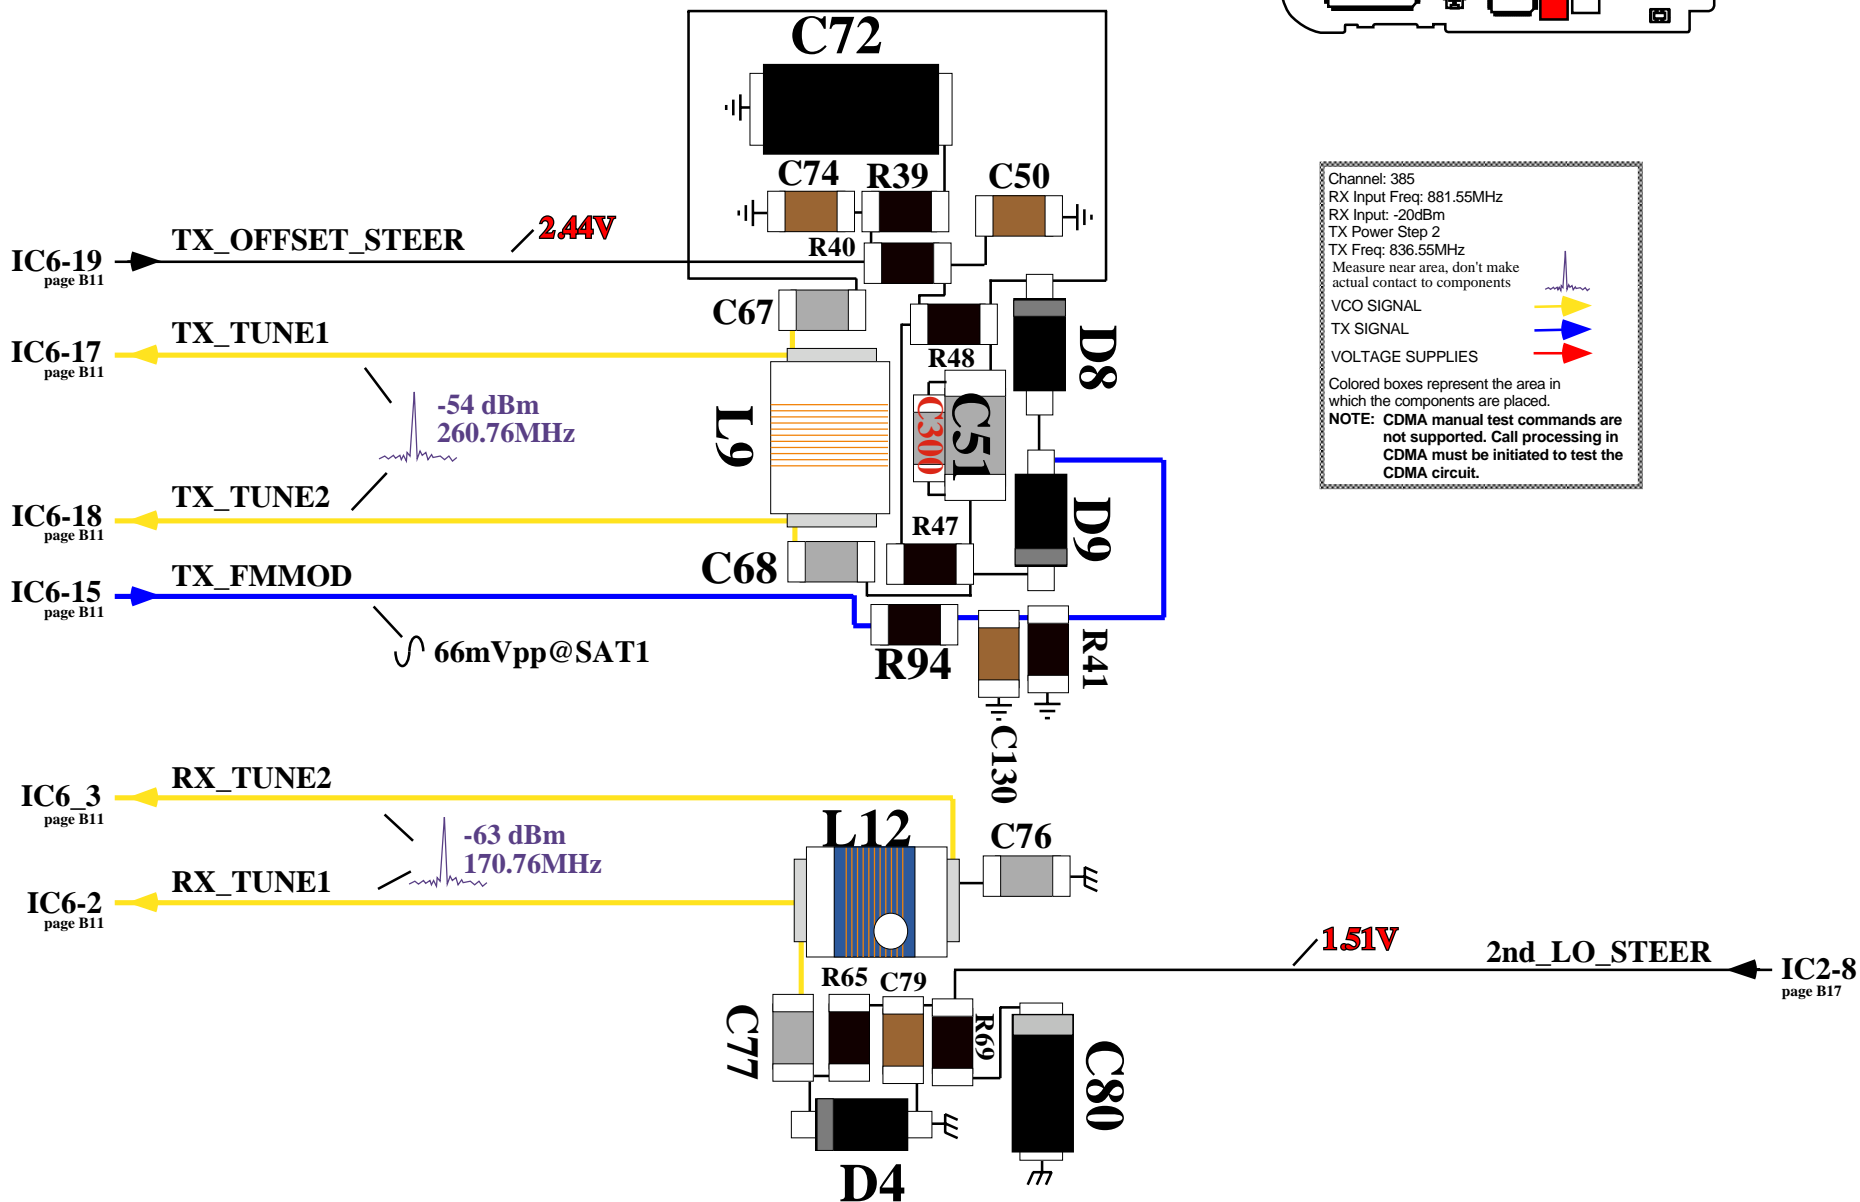 C72
C74
R39
C50
TX_OFFSET_STEER
2.44V
IC6-19
page B11
R40
C67
TX_TUNE1
IC6-17
page B11
R48
D8
-54 dBm
260.76MHz
L9
C300
C51
TX_TUNE2
IC6-18
page B11
R47
D9
C68
TX_FMMOD
IC6-15
page B11
66mVpp@SAT1
R94
R41
C130
Channel: 385
RX Input Freq: 881.55MHz
RX Input: -20dBm
TX Power Step 2
TX Freq: 836.55MHz
Measure near area, don't make
actual contact to components
VCO SIGNAL
TX SIGNAL
VOLTAGE SUPPLIES
Colored boxes represent the area in
which the components are placed.
NOTE: CDMA manual test commands are
not supported. Call processing in
CDMA must be initiated to test the
CDMA circuit.
RX_TUNE2
IC6_3
page B11
L12
C76
-63 dBm
170.76MHz
RX_TUNE1
IC6-2
page B11
1.51V
2nd_LO_STEER
IC2-8
page B17
R65
C79
C77
R69
C80
D4